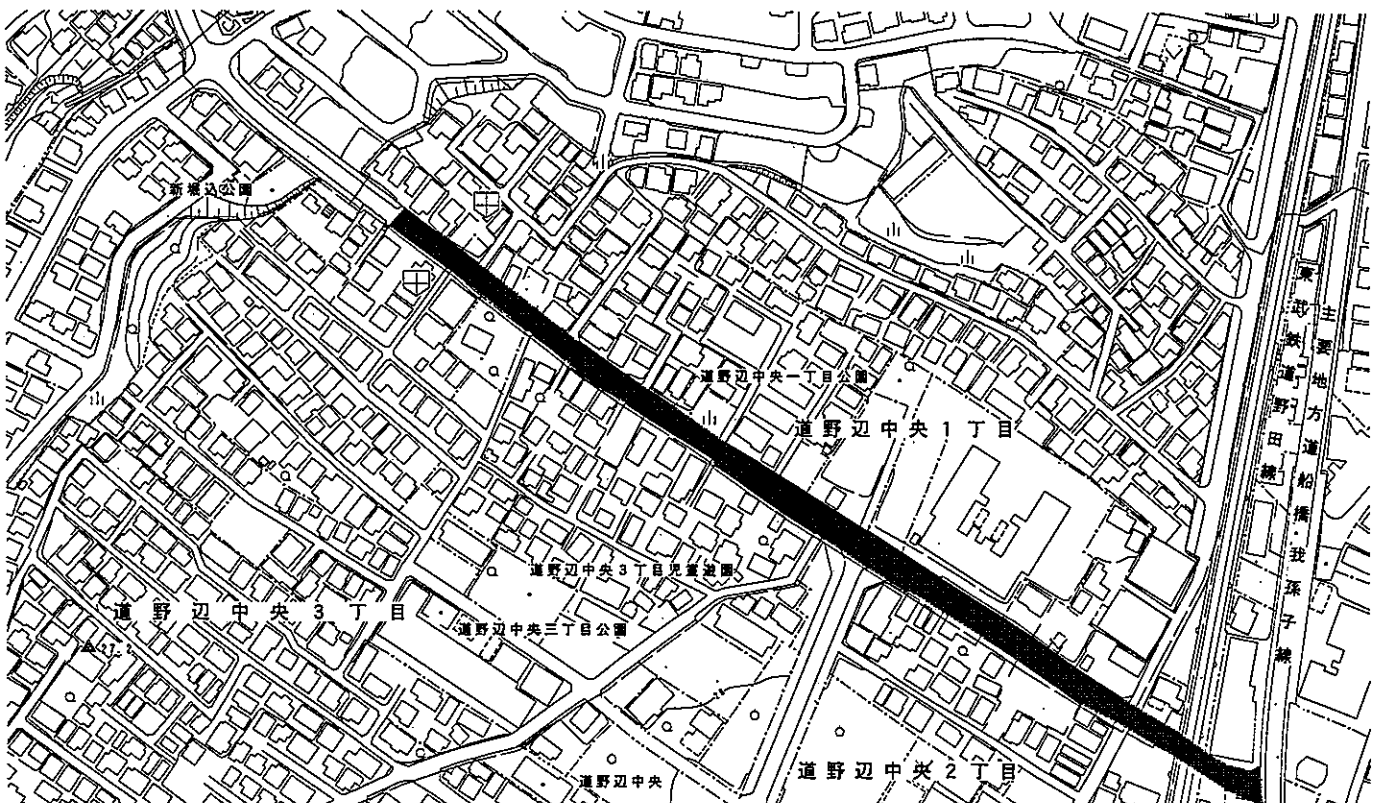 新堀込公園
道野辺中央一丁目公園
道野辺中央1丁目
東武鉄道野田線
主要地方道船橋・我孫子線
道野辺中央3丁目児童遊園
道野辺中央3丁目
道野辺中央三丁目公園
27.2
道野辺中央
道野辺中央2丁目